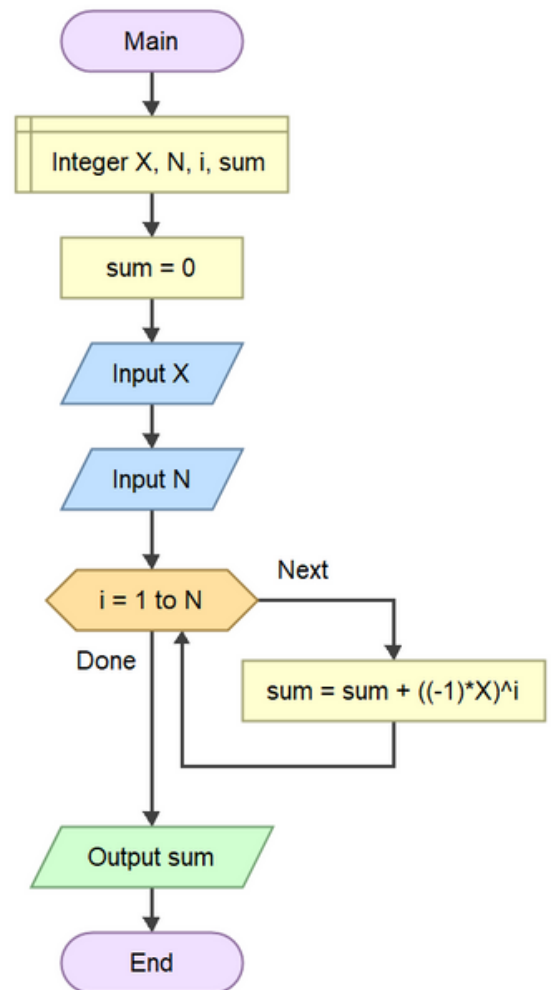 Main
Integer X, N, i, sum
sum = 0
Input X
Input N
i = 1 to N
Next
Done
sum = sum + ((-1)*X)^i
Output sum
End